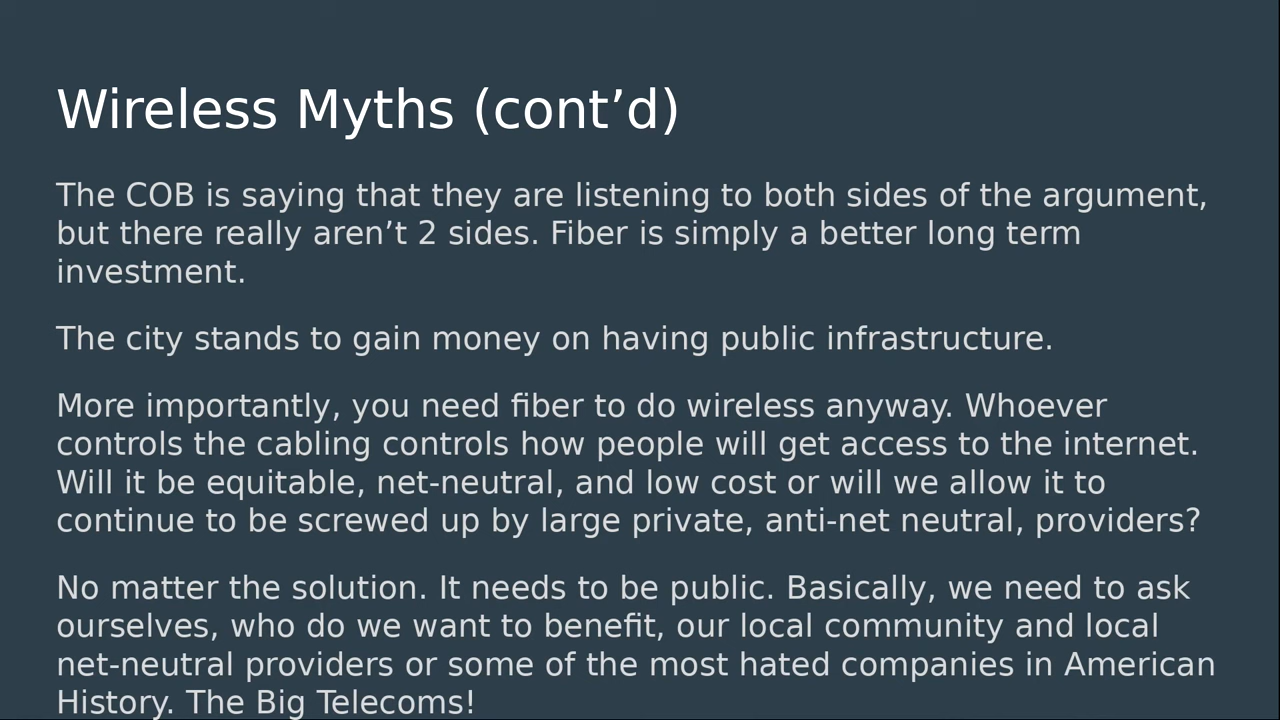 Wireless Myths (cont’d)
The COB is saying that they are listening to both sides of the argument,
but there really aren’t 2 sides. Fiber is simply a better long term
investment.
The city stands to gain money on having public infrastructure.
More importantly, you need fiber to do wireless anyway. Whoever
controls the cabling controls how people will get access to the internet.
Will it be equitable, net-neutral, and low cost or will we allow it to
continue to be screwed up by large private, anti-net neutral, providers?
No matter the solution. It needs to be public. Basically, we need to ask
ourselves, who do we want to benefit, our local community and local
net-neutral providers or some of the most hated companies in American
History. The Big Telecoms!